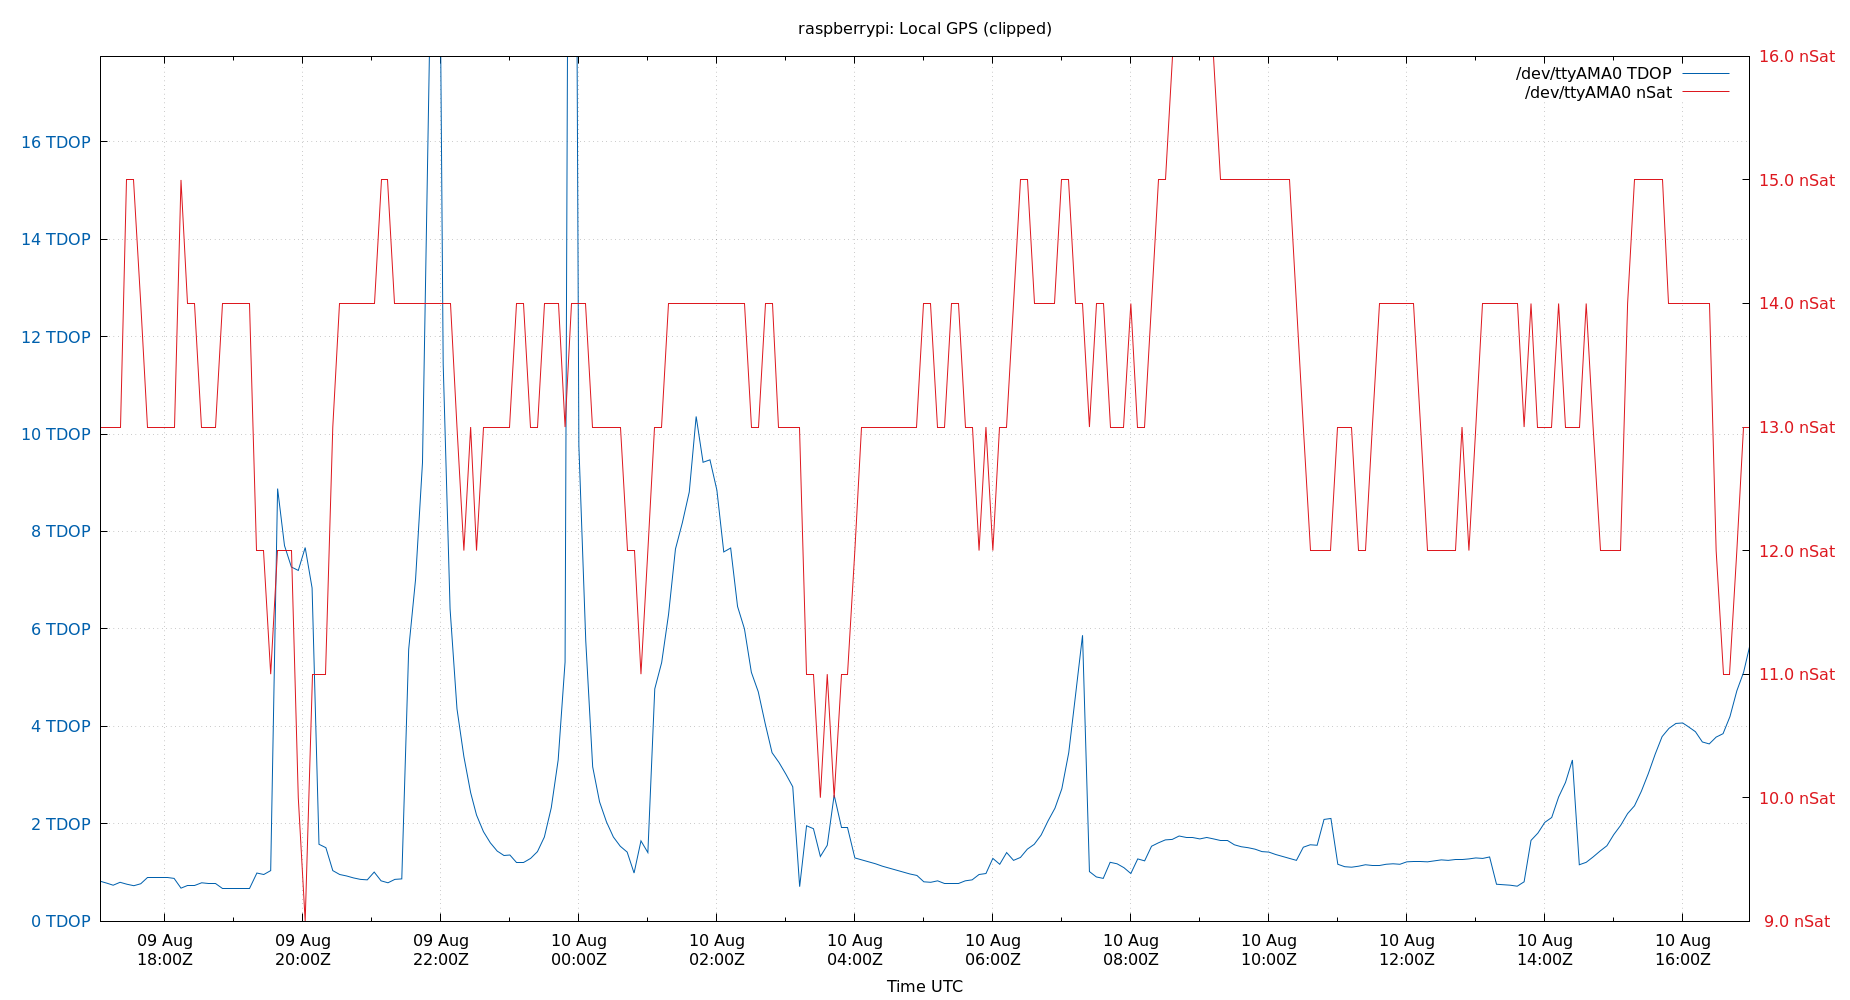 raspberrypi: Local GPS (clipped)
16.0 nSat
/dev/ttyAMA0 TDOP
/dev/ttyAMA0 nSat
16 TDOP
15.0 nSat
14 TDOP
14.0 nSat
12 TDOP
10 TDOP
13.0 nSat
8 TDOP
12.0 nSat
6 TDOP
11.0 nSat
4 TDOP
10.0 nSat
2 TDOP
0 TDOP
9.0 nSat
09 Aug 09 Aug 09 Aug 10 Aug 10 Aug 10 Aug 10 Aug 10 Aug 10 Aug 10 Aug 10 Aug 10 Aug
18:00Z 20:00Z 22:00Z 00:00Z 02:00Z 04:00Z 06:00Z 08:00Z 10:00Z 12:00Z 14:00Z 16:00Z
Time UTC